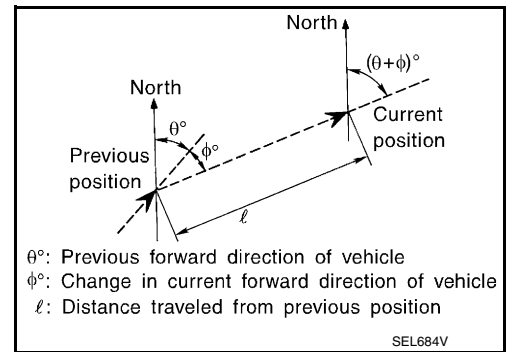 North
(θ+ϕ)°
North
θ°
ϕ°
Current
position
Previous
position
ℓ
θ°: Previous forward direction of vehicle
ϕ°: Change in current forward direction of vehicle
ℓ: Distance traveled from previous position
SEL684V